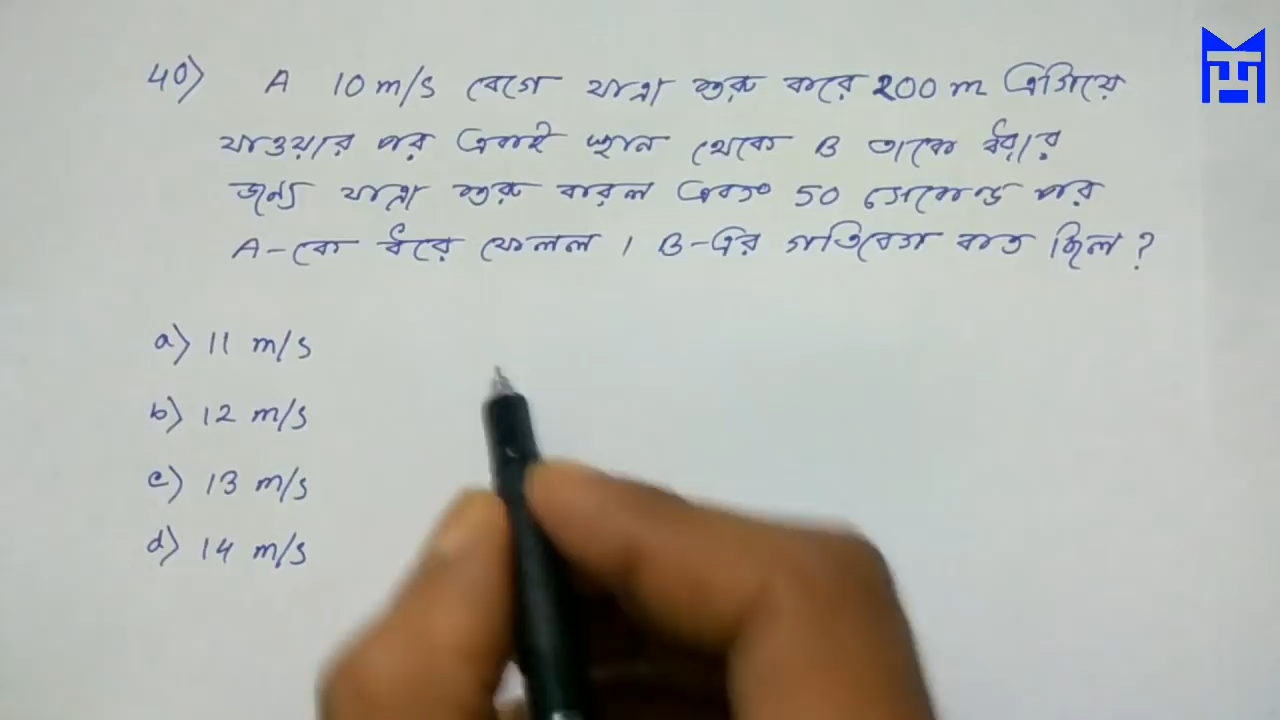 40) A 10 m/s বেগে যাত্রা শুরু করে 200 m এগিয়ে
যাওয়ার পর একই স্থান থেকে B তাকে ধরার
জন্য যাত্রা শুরু করল এবং 50 সেকেন্ড পর
A-কে ধরে ফেলল । B-এর গতিবেগ কত ছিল ?
a) 11 m/s
b) 12 m/s
c) 13 m/s
d) 14 m/s